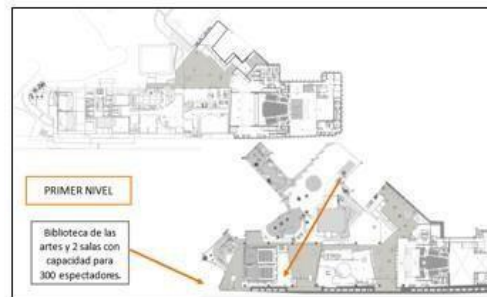 PRIMER NIVEL
Biblioteca de las
artes y 2 salas con
capacidad para
300 espectadores.